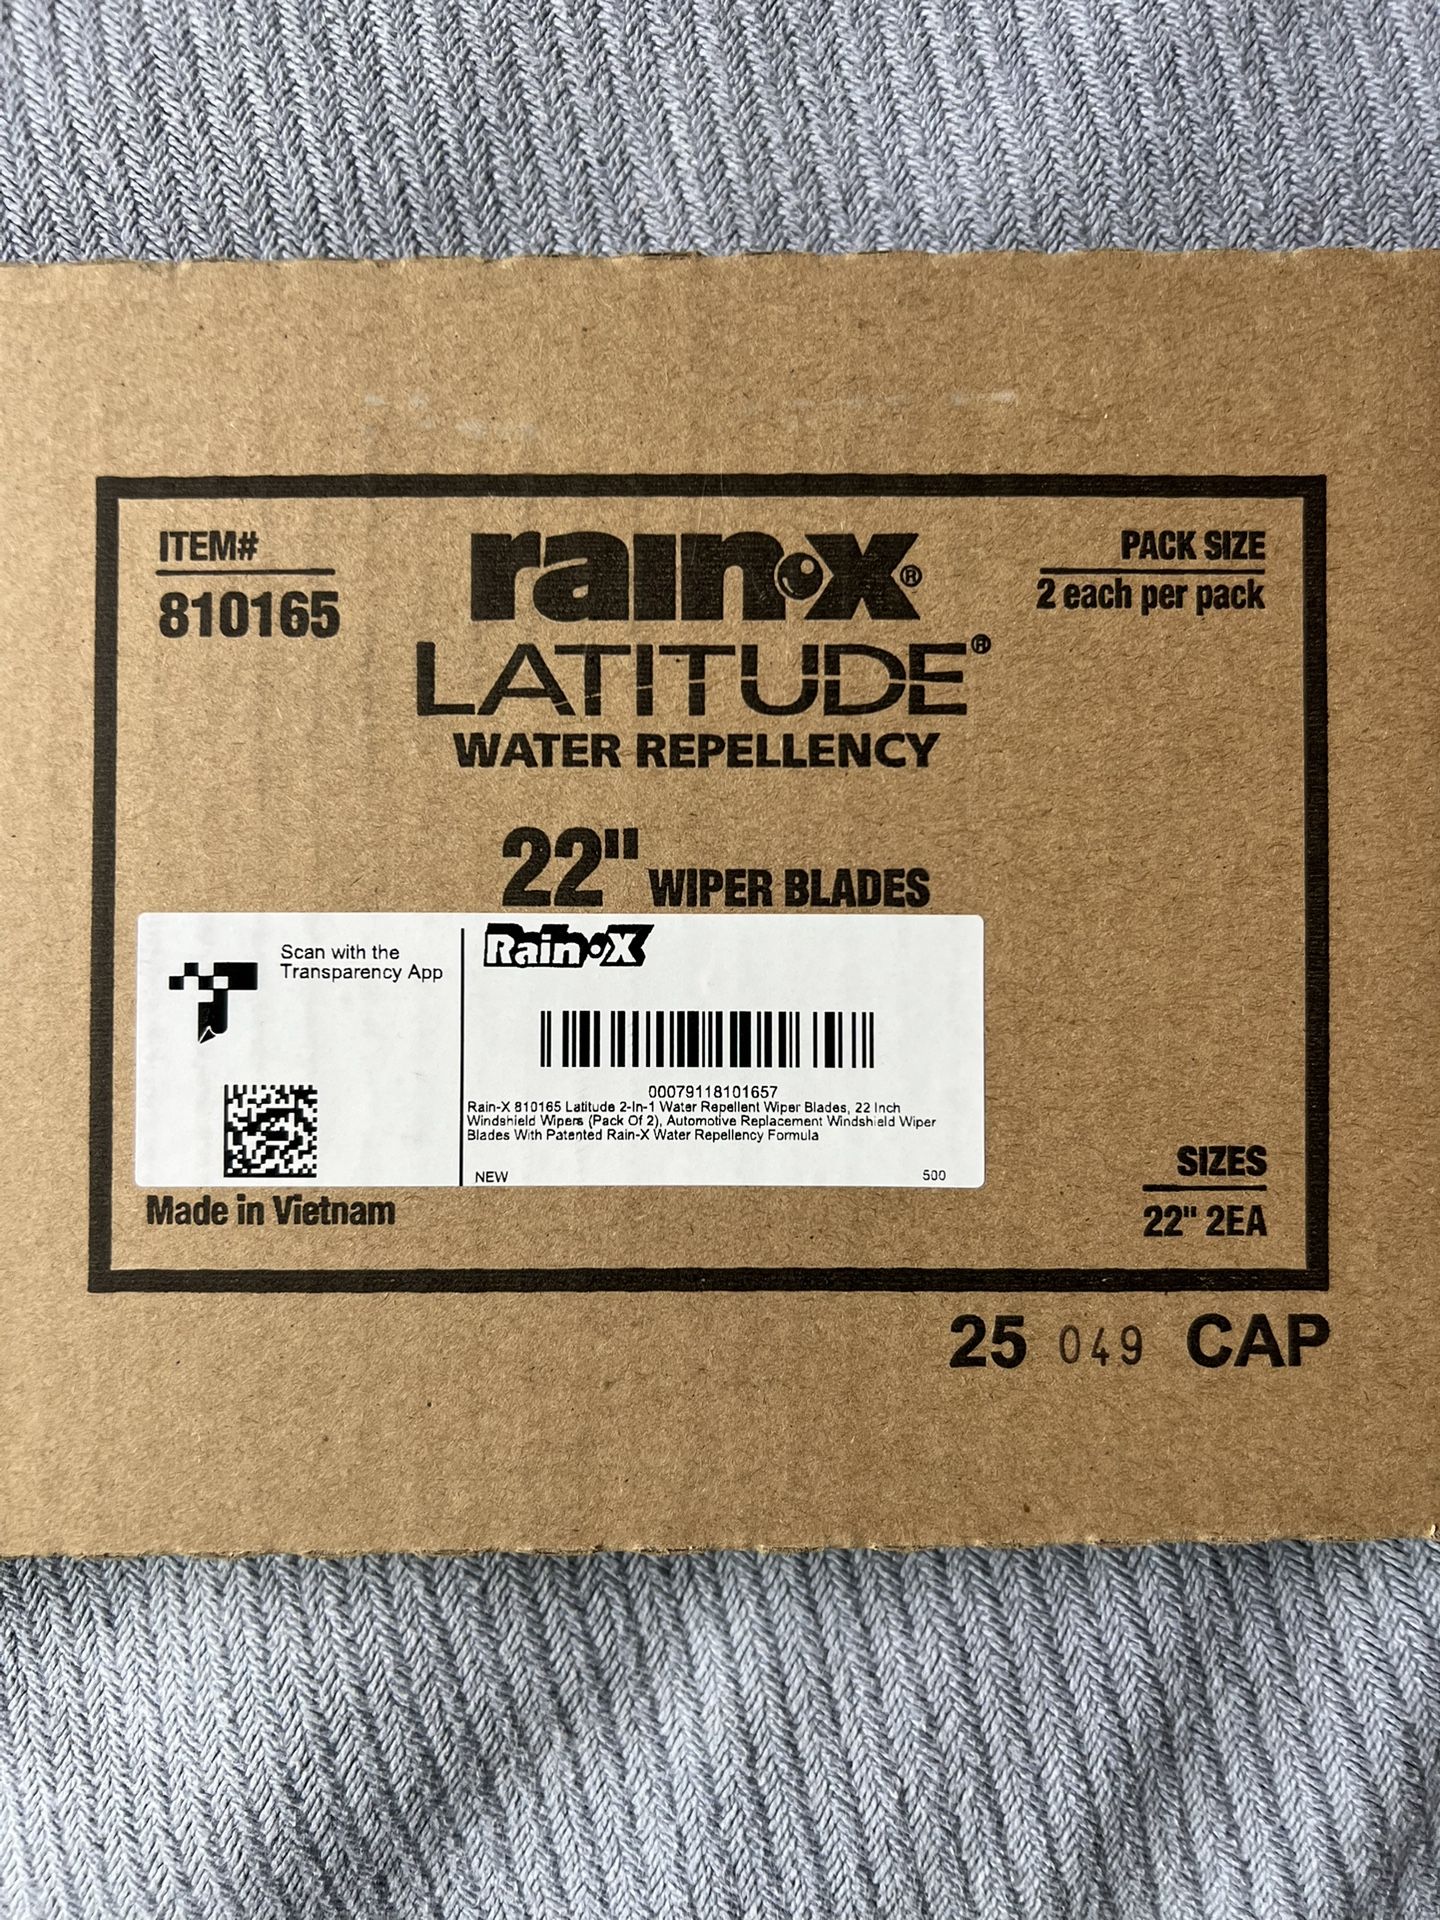 ITEM#
810165
rain·x®
LATITUDE®
WATER REPELLENCY
PACK SIZE
2 each per pack
22" WIPER BLADES
Scan with the
Transparency App
Rain·X
00079118101657
Rain-X 810165 Latitude 2-In-1 Water Repellent Wiper Blades, 22 Inch
Windshield Wipers (Pack Of 2), Automotive Replacement Windshield Wiper
Blades With Patented Rain-X Water Repellency Formula
NEW 500
Made in Vietnam
SIZES
22" 2EA
25 049 CAP